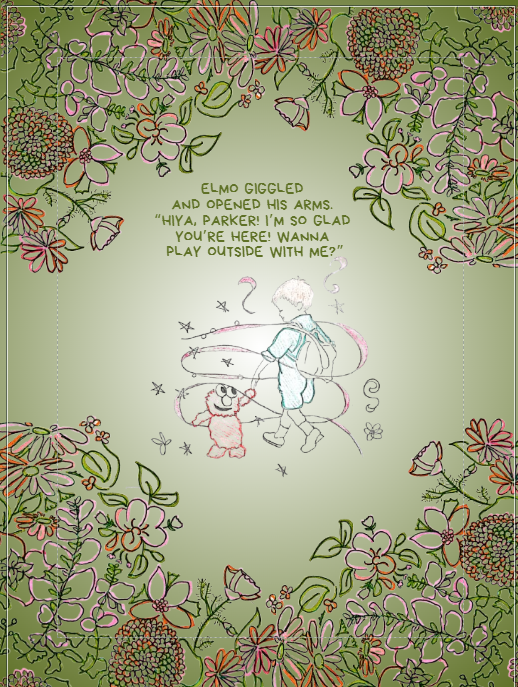 ELMO GIGGLED
AND OPENED HIS ARMS.
"HIYA, PARKER! I'M SO GLAD
YOU'RE HERE! WANNA
PLAY OUTSIDE WITH ME?"